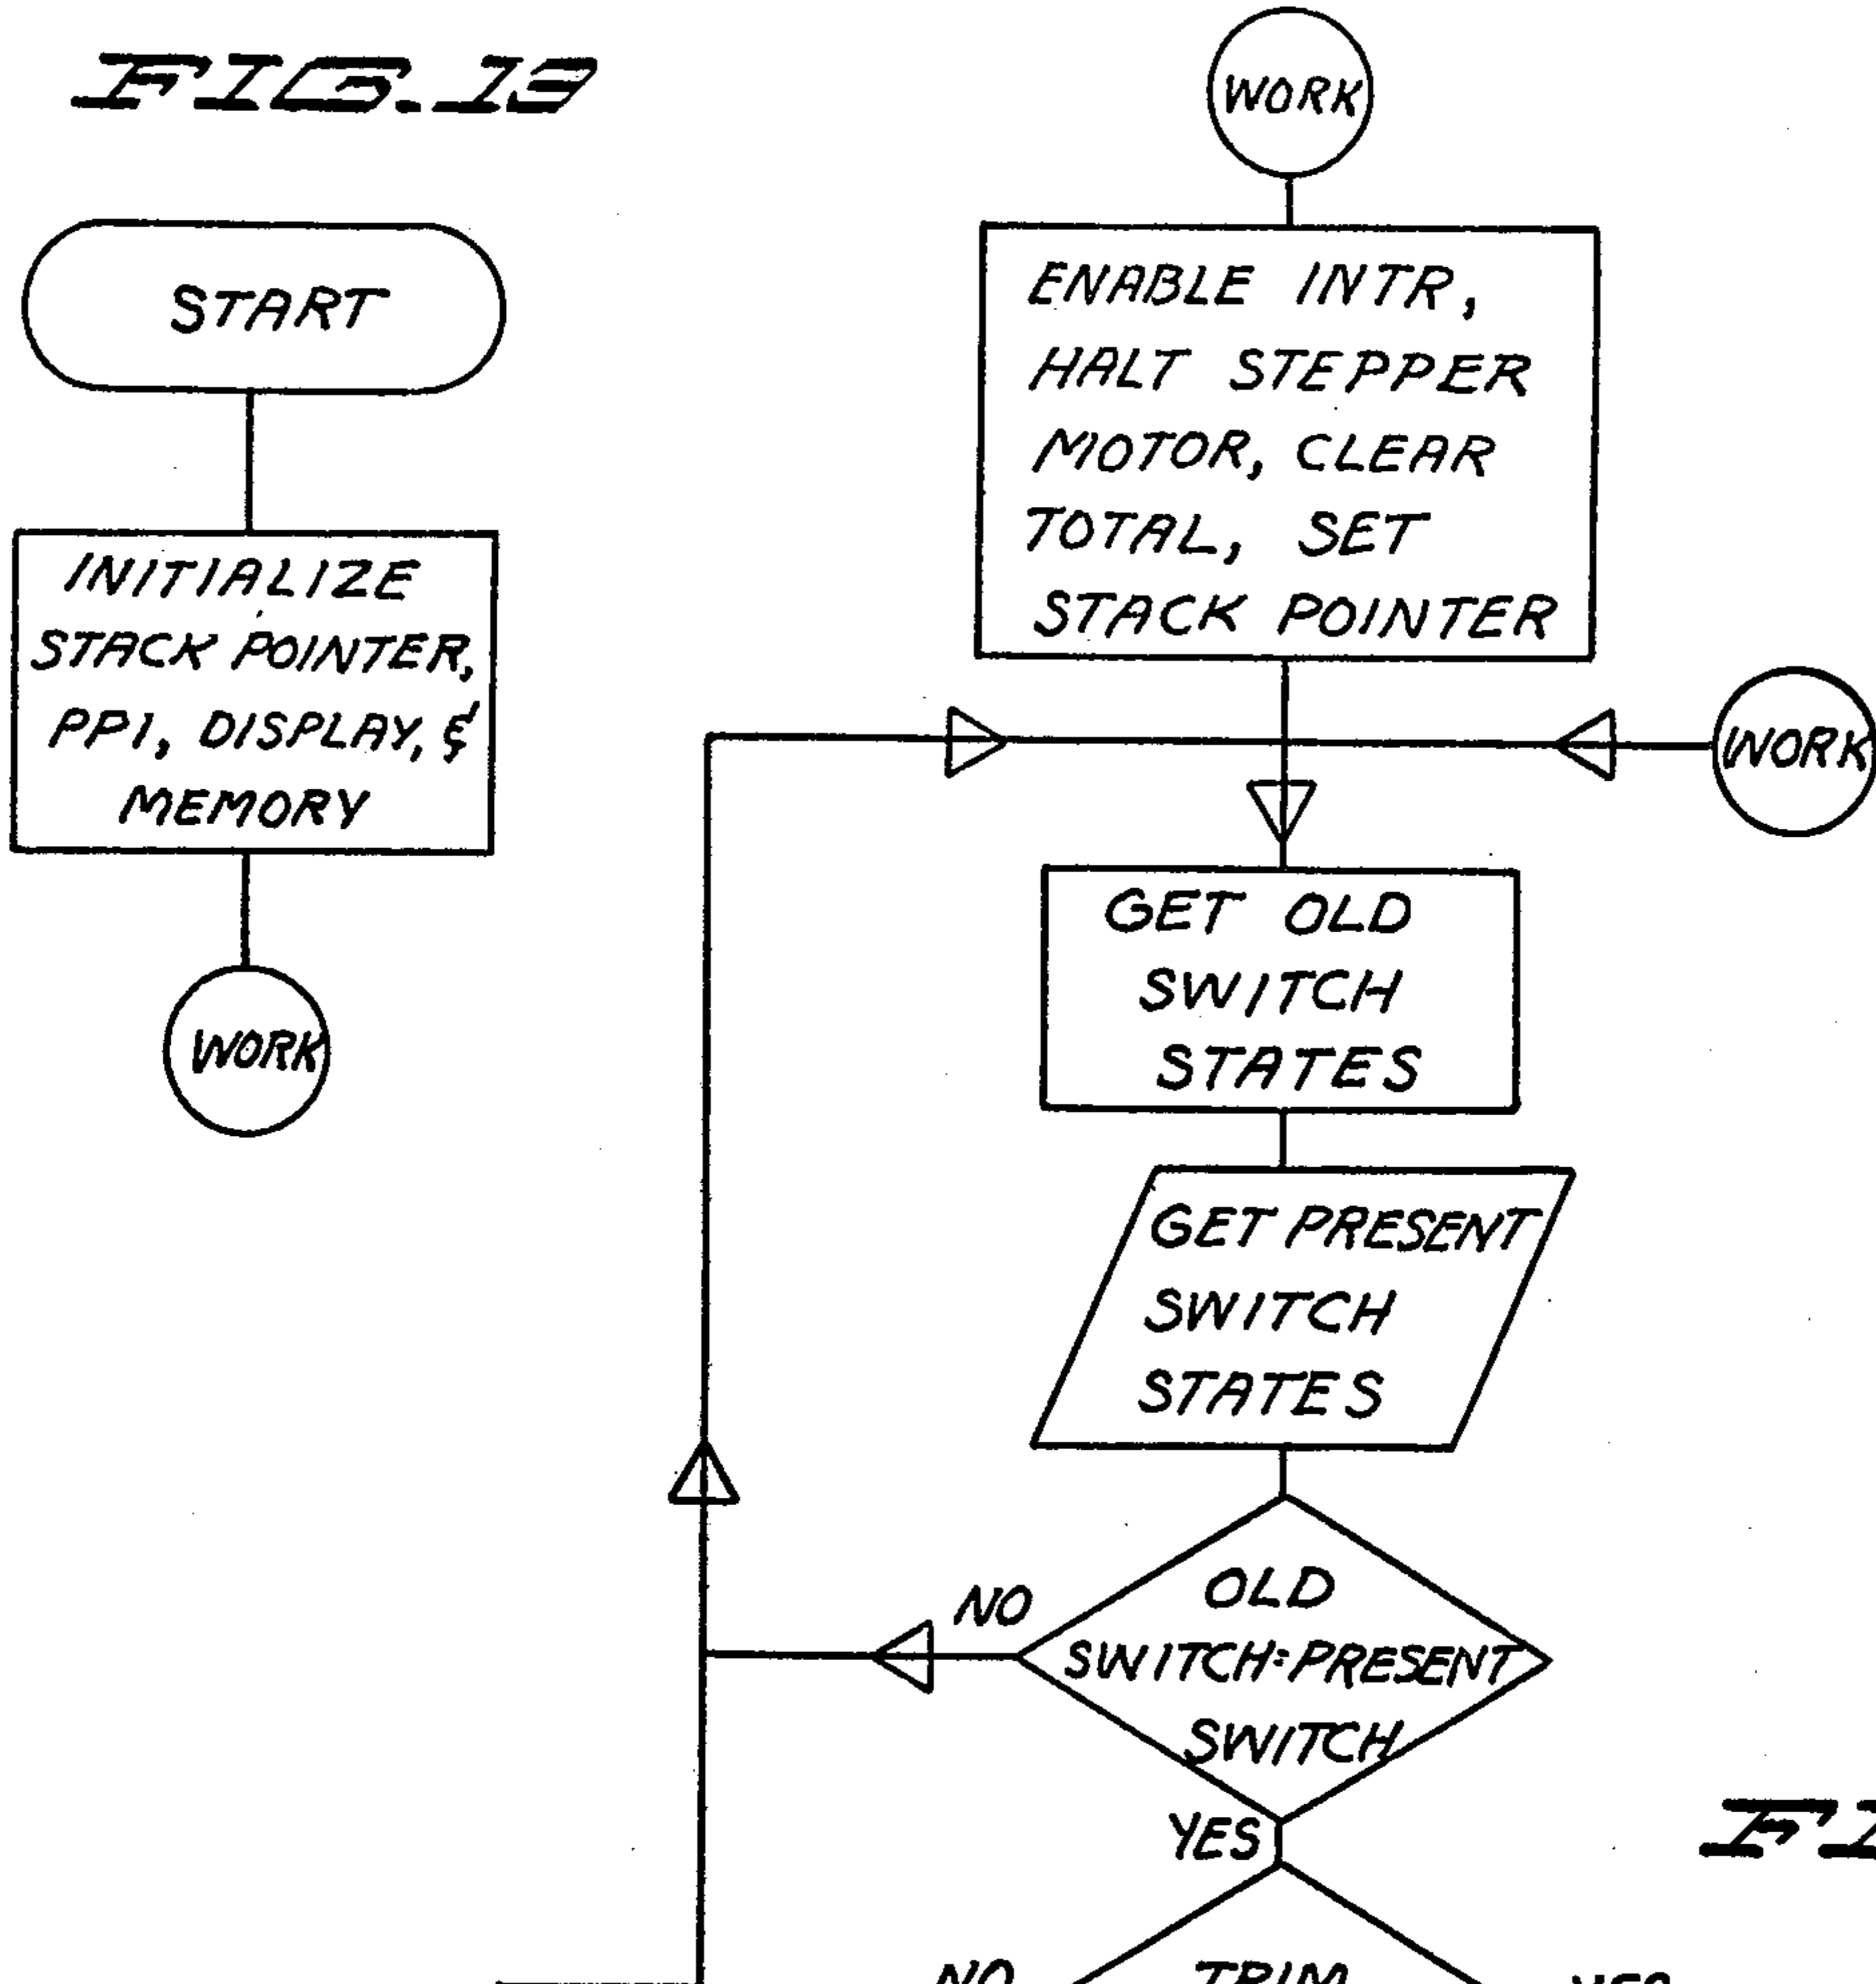 FIG. 13
START
INITIALIZE
STACK POINTER,
PPI, DISPLAY, &
MEMORY
WORK
WORK
ENABLE INTR,
HALT STEPPER
MOTOR, CLEAR
TOTAL, SET
STACK POINTER
WORK
GET OLD
SWITCH
STATES
GET PRESENT
SWITCH
STATES
OLD
SWITCH=PRESENT
SWITCH
NO
YES
NO
TRIM
YES